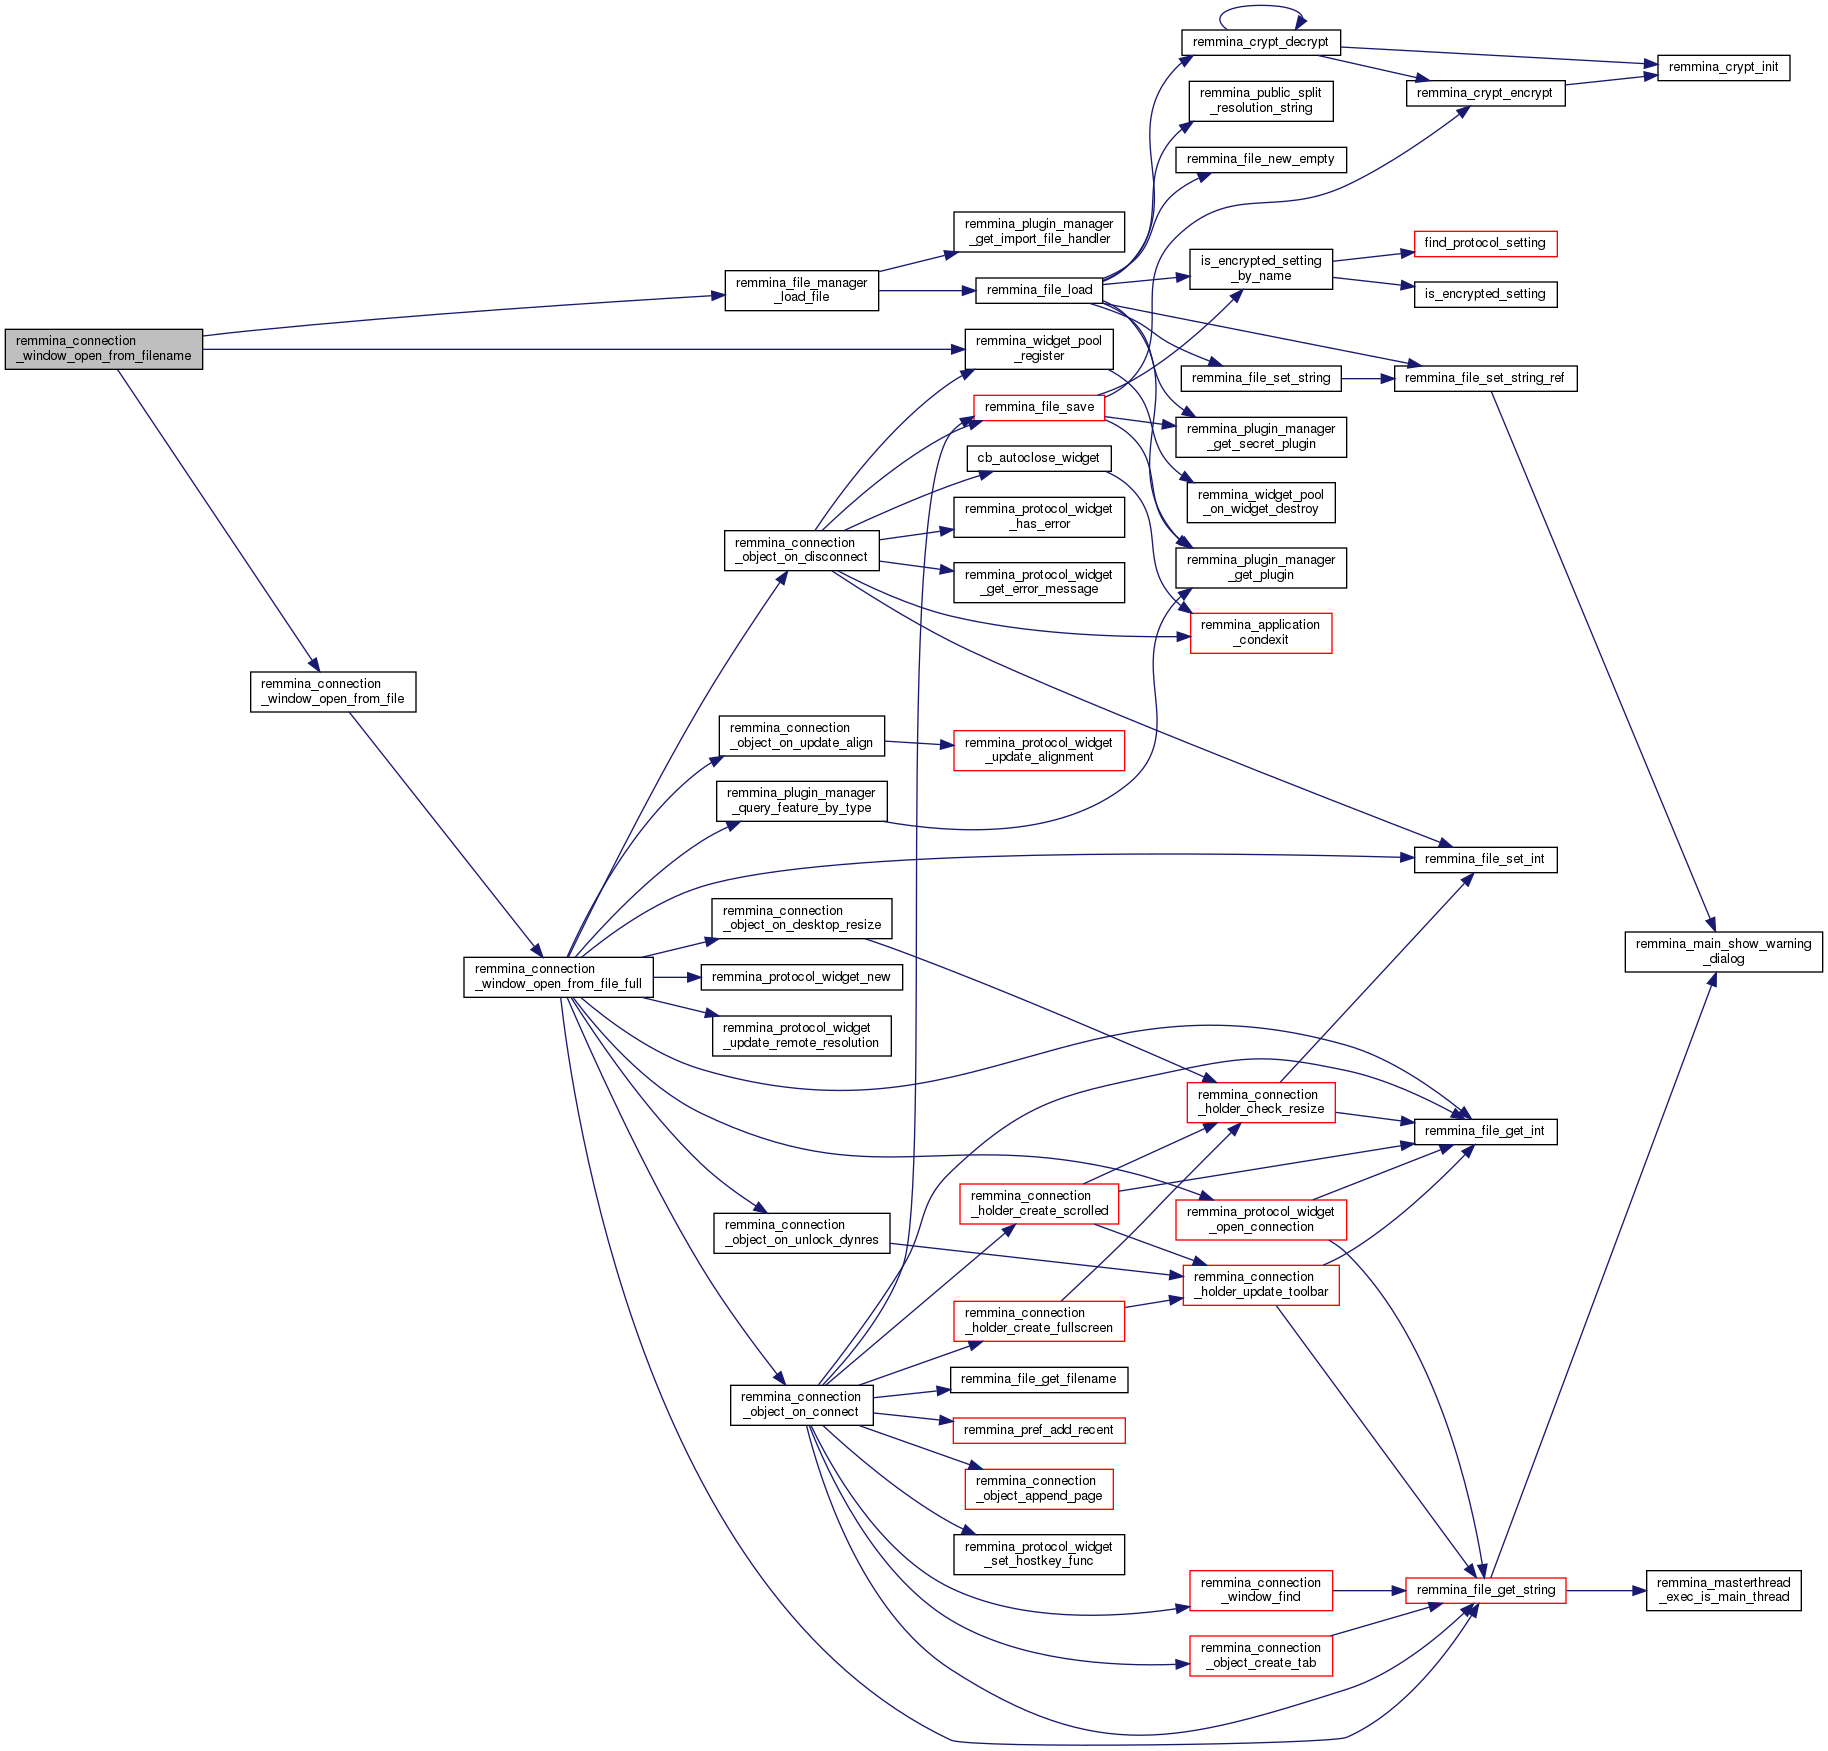 remmina_connection
_window_open_from_filename
remmina_connection
_window_open_from_file
remmina_connection
_window_open_from_file_full
remmina_file_manager
_load_file
remmina_connection
_object_on_disconnect
remmina_connection
_object_on_update_align
remmina_plugin_manager
_query_feature_by_type
remmina_connection
_object_on_desktop_resize
remmina_protocol_widget_new
remmina_protocol_widget
_update_remote_resolution
remmina_connection
_object_on_unlock_dynres
remmina_connection
_object_on_connect
remmina_plugin_manager
_get_import_file_handler
remmina_file_load
remmina_widget_pool
_register
remmina_file_save
cb_autoclose_widget
remmina_protocol_widget
_has_error
remmina_protocol_widget
_get_error_message
remmina_protocol_widget
_update_alignment
remmina_connection
_holder_create_scrolled
remmina_connection
_holder_create_fullscreen
remmina_file_get_filename
remmina_pref_add_recent
remmina_connection
_object_append_page
remmina_protocol_widget
_set_hostkey_func
remmina_crypt_decrypt
remmina_public_split
_resolution_string
remmina_file_new_empty
is_encrypted_setting
_by_name
remmina_file_set_string
remmina_plugin_manager
_get_secret_plugin
remmina_widget_pool
_on_widget_destroy
remmina_plugin_manager
_get_plugin
remmina_application
_condexit
remmina_connection
_holder_check_resize
remmina_protocol_widget
_open_connection
remmina_connection
_holder_update_toolbar
remmina_connection
_window_find
remmina_connection
_object_create_tab
remmina_crypt_encrypt
find_protocol_setting
is_encrypted_setting
remmina_file_set_string_ref
remmina_file_set_int
remmina_file_get_int
remmina_file_get_string
remmina_crypt_init
remmina_main_show_warning
_dialog
remmina_masterthread
_exec_is_main_thread